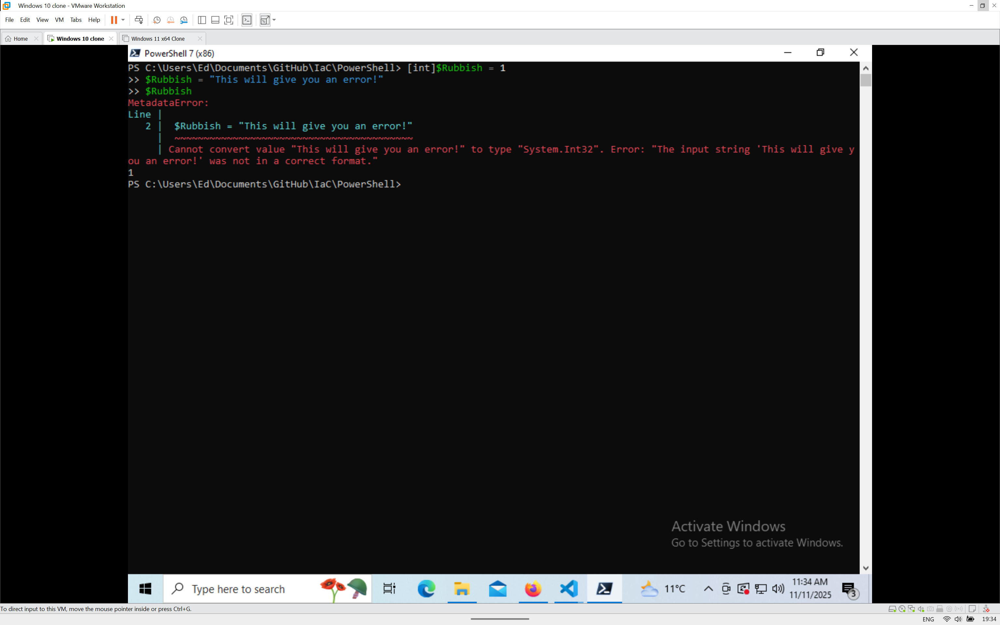 Windows 10 clone - VMware Workstation
File Edit View VM Tabs Help
Home Windows 10 clone Windows 11 x64 Clone
PowerShell 7 (x86)
PS C:\Users\Ed\Documents\GitHub\IaC\PowerShell> [int]$Rubbish = 1
>> $Rubbish = "This will give you an error!"
>> $Rubbish
MetadataError:
Line |
2 | $Rubbish = "This will give you an error!"
| ~~~~~~~~~~~~~~~~~~~~~~~~~~~~~~~~~~~~~~~~~
| Cannot convert value "This will give you an error!" to type "System.Int32". Error: "The input string 'This will give y
ou an error!' was not in a correct format."
1
PS C:\Users\Ed\Documents\GitHub\IaC\PowerShell>
Activate Windows
Go to Settings to activate Windows.
Type here to search
11°C
11:34 AM
11/11/2025
3
To direct input to this VM, move the mouse pointer inside or press Ctrl+G.
ENG 19:34